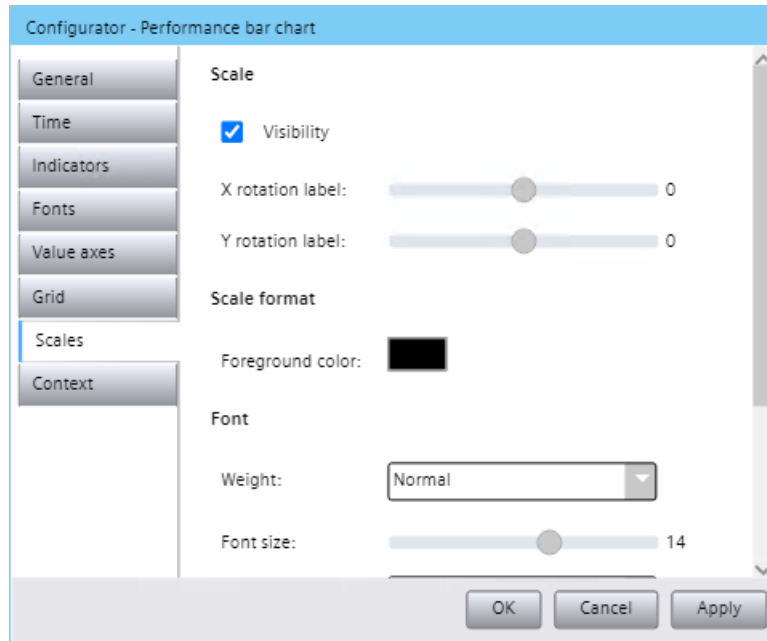 Configurator - Performance bar chart
General
Time
Indicators
Fonts
Value axes
Grid
Scales
Context
Scale
Visibility
X rotation label: 0
Y rotation label: 0
Scale format
Foreground color:
Font
Weight: Normal
Font size: 14
OK Cancel Apply